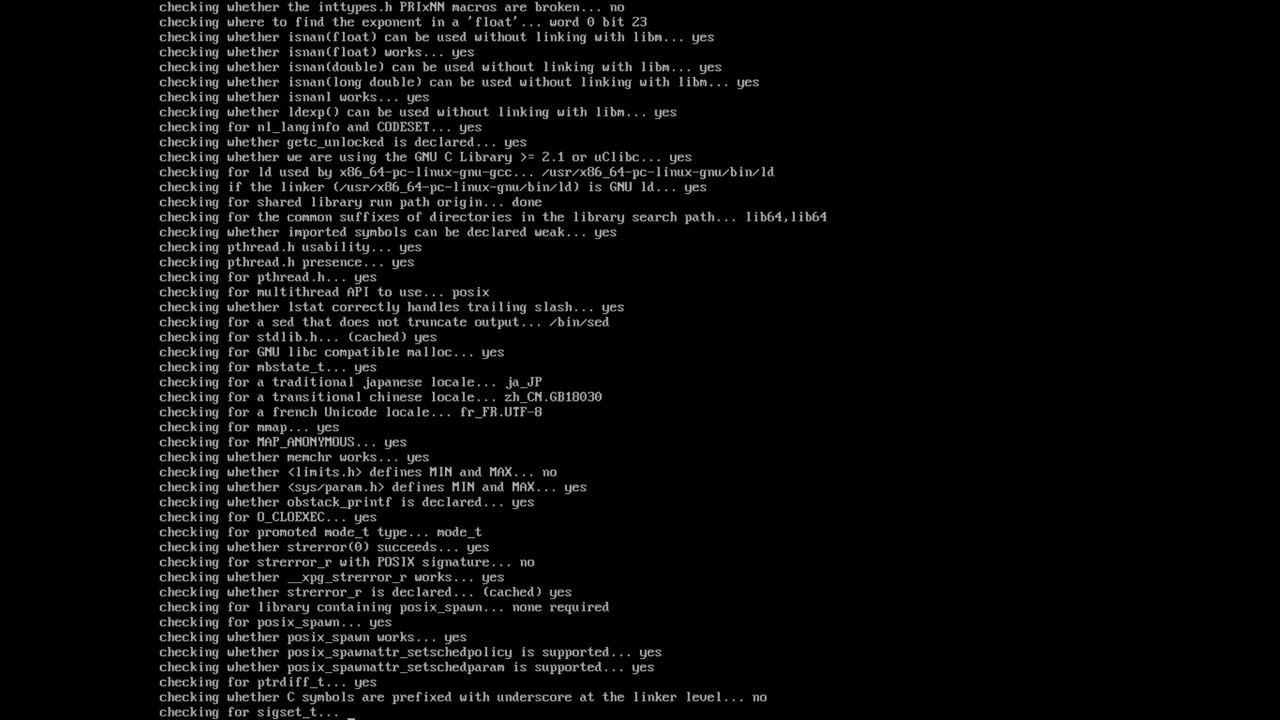 checking whether the inttypes.h PRIxNN macros are broken... no
checking where to find the exponent in a 'float'... word 0 bit 23
checking whether isnan(float) can be used without linking with libm... yes
checking whether isnan(float) works... yes
checking whether isnan(double) can be used without linking with libm... yes
checking whether isnan(long double) can be used without linking with libm... yes
checking whether isnanl works... yes
checking whether ldexp() can be used without linking with libm... yes
checking for nl_langinfo and CODESET... yes
checking whether getc_unlocked is declared... yes
checking whether we are using the GNU C Library >= 2.1 or uClibc... yes
checking for ld used by x86_64-pc-linux-gnu-gcc... /usr/x86_64-pc-linux-gnu/bin/ld
checking if the linker (/usr/x86_64-pc-linux-gnu/bin/ld) is GNU ld... yes
checking for shared library run path origin... done
checking for the common suffixes of directories in the library search path... lib64,lib64
checking whether imported symbols can be declared weak... yes
checking pthread.h usability... yes
checking pthread.h presence... yes
checking for pthread.h... yes
checking for multithread API to use... posix
checking whether lstat correctly handles trailing slash... yes
checking for a sed that does not truncate output... /bin/sed
checking for stdlib.h... (cached) yes
checking for GNU libc compatible malloc... yes
checking for mbstate_t... yes
checking for a traditional japanese locale... ja_JP
checking for a transitional chinese locale... zh_CN.GB18030
checking for a french Unicode locale... fr_FR.UTF-8
checking for mmap... yes
checking for MAP_ANONYMOUS... yes
checking whether memchr works... yes
checking whether <limits.h> defines MIN and MAX... no
checking whether <sys/param.h> defines MIN and MAX... yes
checking whether obstack_printf is declared... yes
checking for O_CLOEXEC... yes
checking for promoted mode_t type... mode_t
checking whether strerror(0) succeeds... yes
checking for strerror_r with POSIX signature... no
checking whether __xpg_strerror_r works... yes
checking whether strerror_r is declared... (cached) yes
checking for library containing posix_spawn... none required
checking for posix_spawn... yes
checking whether posix_spawn works... yes
checking whether posix_spawnattr_setschedpolicy is supported... yes
checking whether posix_spawnattr_setschedparam is supported... yes
checking for ptrdiff_t... yes
checking whether C symbols are prefixed with underscore at the linker level... no
checking for sigset_t... _